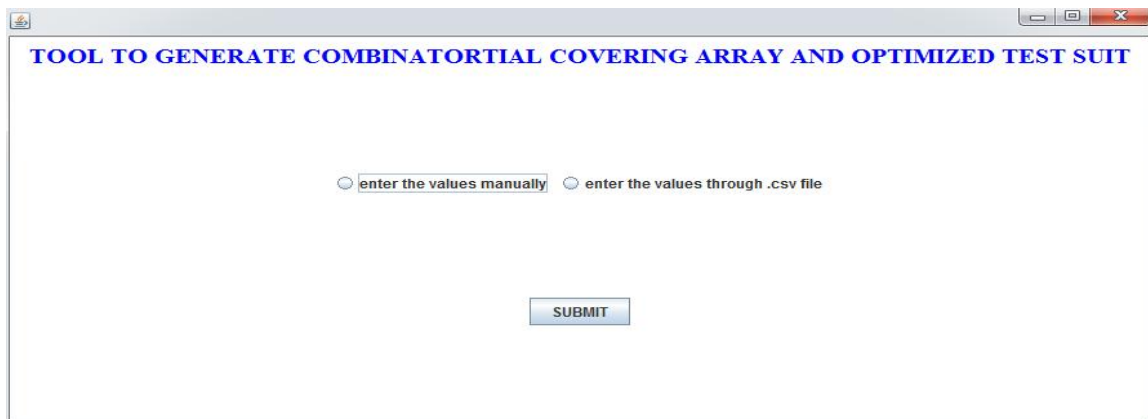 TOOL TO GENERATE COMBINATORTIAL COVERING ARRAY AND OPTIMIZED TEST SUIT
enter the values manually enter the values through .csv file
SUBMIT